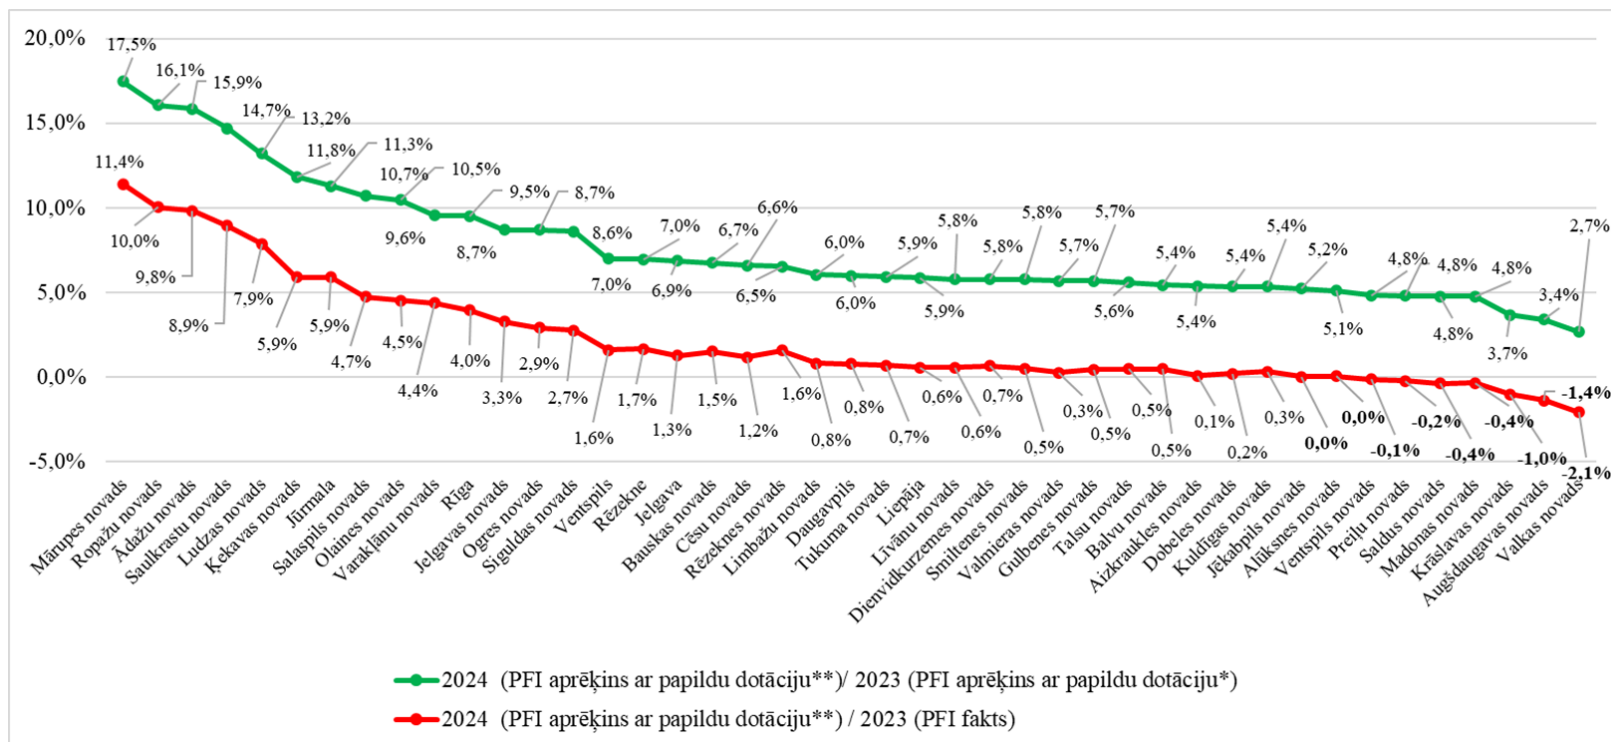 20,0%
15,0%
10,0%
5,0%
0,0%
-5,0%
17,5%
16,1%
15,9%
14,7%
13,2%
11,8%
11,3%
10,7%
10,5%
9,6%
9,5%
8,7%
8,7%
8,6%
7,0%
7,0%
6,9%
6,7%
6,6%
6,5%
6,0%
6,0%
5,9%
5,9%
5,8%
5,8%
5,8%
5,7%
5,7%
5,6%
5,4%
5,4%
5,4%
5,4%
5,2%
5,1%
4,8%
4,8%
4,8%
4,8%
3,7%
3,4%
2,7%
11,4%
10,0%
9,8%
8,9%
7,9%
5,9%
5,9%
4,7%
4,5%
4,4%
4,0%
3,3%
2,9%
2,7%
1,6%
1,7%
1,3%
1,5%
1,2%
1,6%
0,8%
0,8%
0,7%
0,6%
0,6%
0,7%
0,5%
0,3%
0,5%
0,5%
0,5%
0,1%
0,2%
0,3%
0,0%
0,0%
-0,1%
-0,2%
-0,4%
-0,4%
-1,0%
-1,4%
-2,1%
Mārupes novads
Ropažu novads
Ādažu novads
Saulkrastu novads
Ludzas novads
Ķekavas novads
Jūrmala
Salaspils novads
Olaines novads
Varakļānu novads
Rīga
Jelgavas novads
Ogres novads
Siguldas novads
Ventspils
Rēzekne
Jelgava
Bauskas novads
Cēsu novads
Rēzeknes novads
Limbažu novads
Daugavpils
Tukuma novads
Liepāja
Līvānu novads
Dienvidkurzemes novads
Smiltenes novads
Valmieras novads
Gulbenes novads
Talsu novads
Balvu novads
Aizkraukles novads
Dobeles novads
Kuldīgas novads
Jēkabpils novads
Alūksnes novads
Ventspils novads
Preiļu novads
Saldus novads
Madonas novads
Krāslavas novads
Augšdaugavas novads
Valkas novads
2024 (PFI aprēķins ar papildu dotāciju**)/ 2023 (PFI aprēķins ar papildu dotāciju*)
2024 (PFI aprēķins ar papildu dotāciju**) / 2023 (PFI fakts)